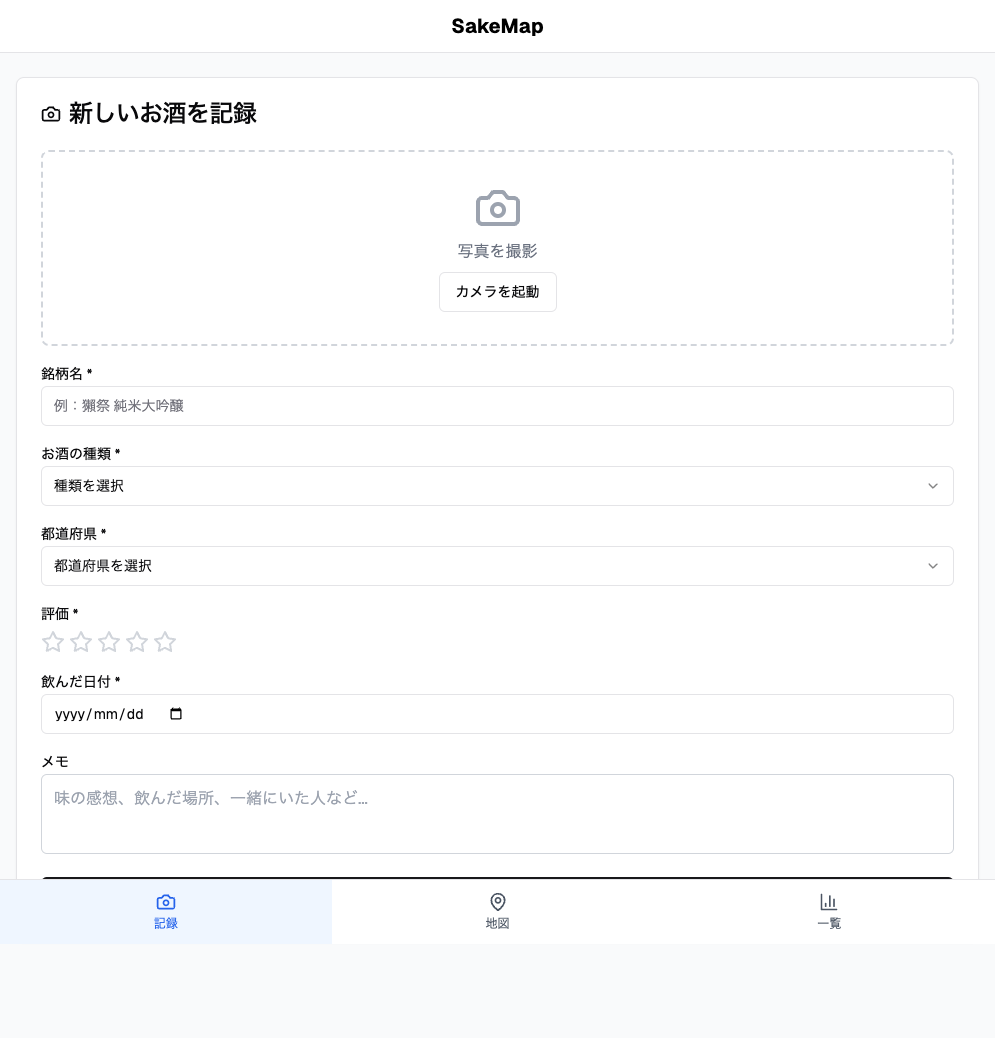 SakeMap
新しいお酒を記録
写真を撮影
カメラを起動
銘柄名 *
例：獺祭 純米大吟醸
お酒の種類 *
種類を選択
都道府県 *
都道府県を選択
評価 *
飲んだ日付 *
yyyy/mm/dd
メモ
味の感想、飲んだ場所、一緒にいた人など...
記録
地図
一覧